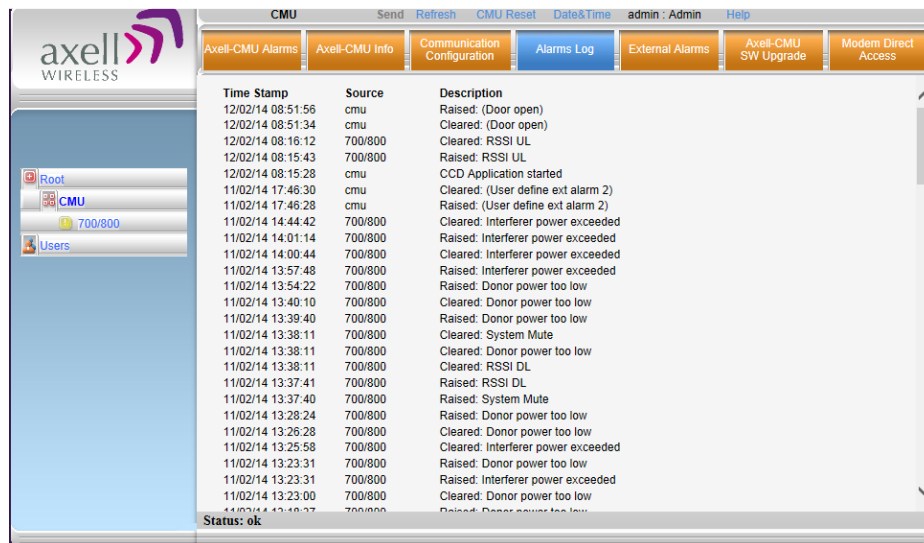 axell
WIRELESS
CMU Send Refresh CMU Reset Date&Time admin : Admin Help
Axell-CMU Alarms
Axell-CMU Info
Communication Configuration
Alarms Log
External Alarms
Axell-CMU SW Upgrade
Modem Direct Access
Root
CMU
700/800
Users
Time Stamp Source Description
12/02/14 08:51:56 cmu Raised: (Door open)
12/02/14 08:51:34 cmu Cleared: (Door open)
12/02/14 08:16:12 700/800 Cleared: RSSI UL
12/02/14 08:15:43 700/800 Raised: RSSI UL
12/02/14 08:15:28 cmu CCD Application started
11/02/14 17:46:30 cmu Cleared: (User define ext alarm 2)
11/02/14 17:46:28 cmu Raised: (User define ext alarm 2)
11/02/14 14:44:42 700/800 Cleared: Interferer power exceeded
11/02/14 14:01:14 700/800 Raised: Interferer power exceeded
11/02/14 14:00:44 700/800 Cleared: Interferer power exceeded
11/02/14 13:57:48 700/800 Raised: Interferer power exceeded
11/02/14 13:54:22 700/800 Raised: Donor power too low
11/02/14 13:40:10 700/800 Cleared: Donor power too low
11/02/14 13:39:40 700/800 Raised: Donor power too low
11/02/14 13:38:11 700/800 Cleared: System Mute
11/02/14 13:38:11 700/800 Cleared: Donor power too low
11/02/14 13:38:11 700/800 Cleared: RSSI DL
11/02/14 13:37:41 700/800 Raised: RSSI DL
11/02/14 13:37:40 700/800 Raised: System Mute
11/02/14 13:28:24 700/800 Raised: Donor power too low
11/02/14 13:26:28 700/800 Cleared: Donor power too low
11/02/14 13:25:58 700/800 Cleared: Interferer power exceeded
11/02/14 13:23:31 700/800 Raised: Donor power too low
11/02/14 13:23:31 700/800 Raised: Interferer power exceeded
11/02/14 13:23:00 700/800 Cleared: Donor power too low
Status: ok